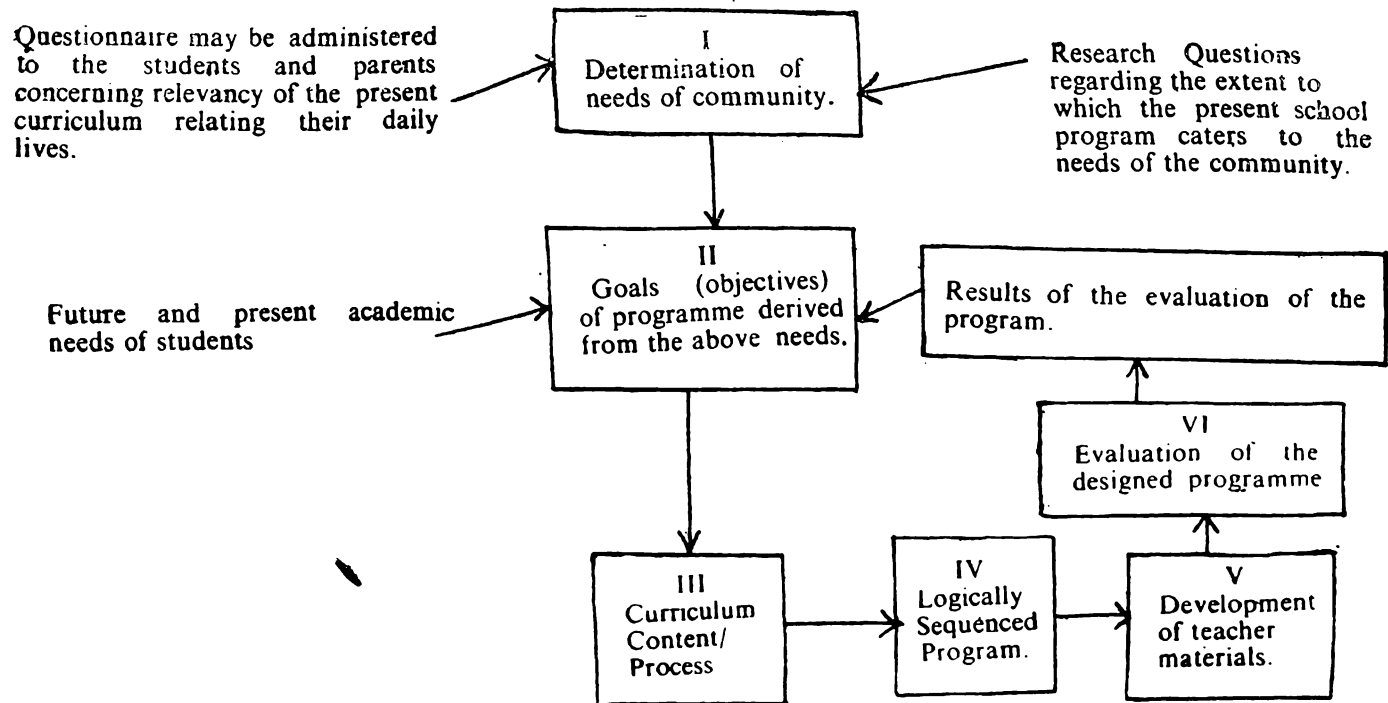 Questionnaire may be administered
to the students and parents
concerning relevancy of the present
curriculum relating their daily
lives.
I
Determination of
needs of community.
Research Questions
regarding the extent to
which the present school
program caters to the
needs of the community.
II
Goals (objectives)
of programme derived
from the above needs.
Future and present academic
needs of students
Results of the evaluation of the
program.
VI
Evaluation of the
designed programme
III
Curriculum
Content/
Process
IV
Logically
Sequenced
Program.
V
Development
of teacher
materials.